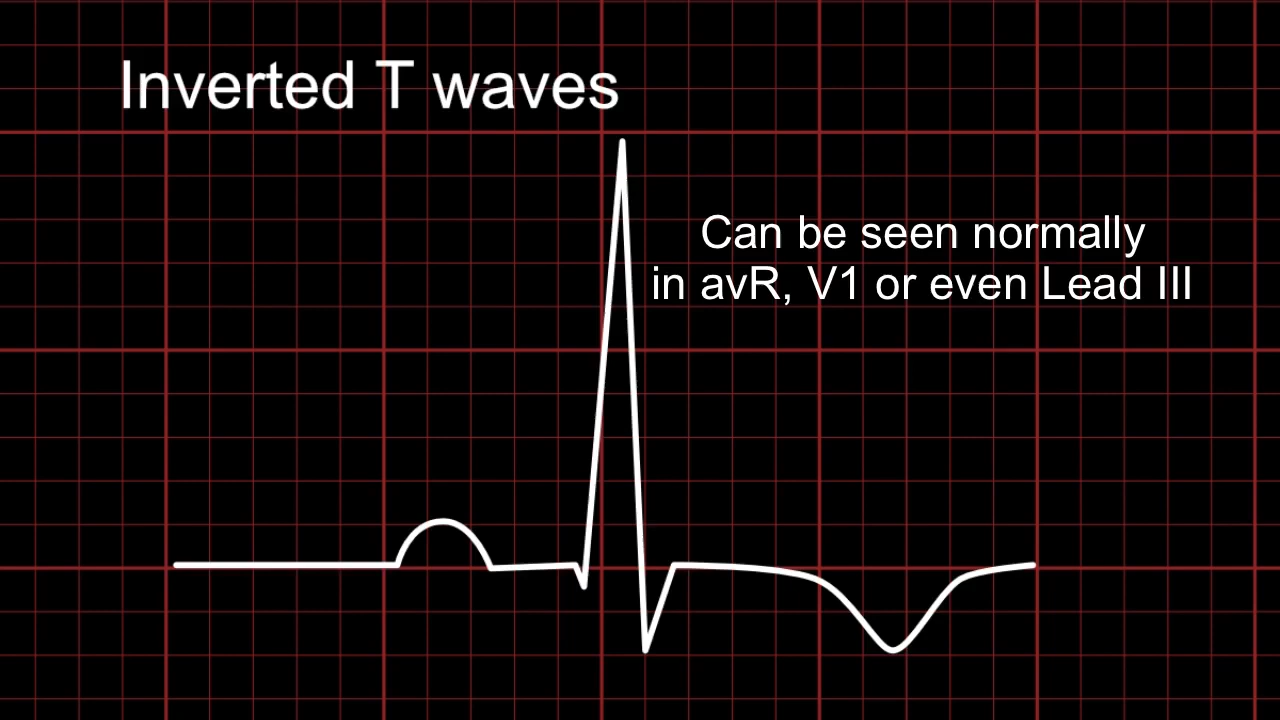 Inverted T waves
Can be seen normally
in avR, V1 or even Lead III